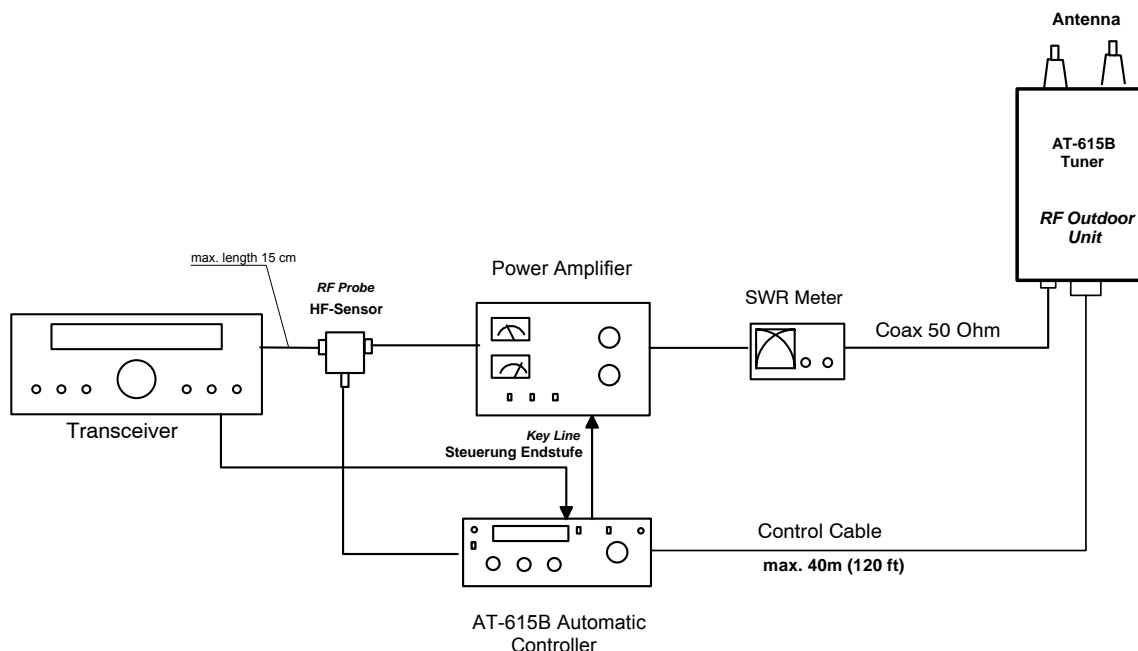 Antenna
AT-615B
Tuner
RF Outdoor
Unit
max. length 15 cm
RF Probe
HF-Sensor
Power Amplifier
SWR Meter
Coax 50 Ohm
Transceiver
Key Line
Steuerung Endstufe
Control Cable
max. 40m (120 ft)
AT-615B Automatic
Controller